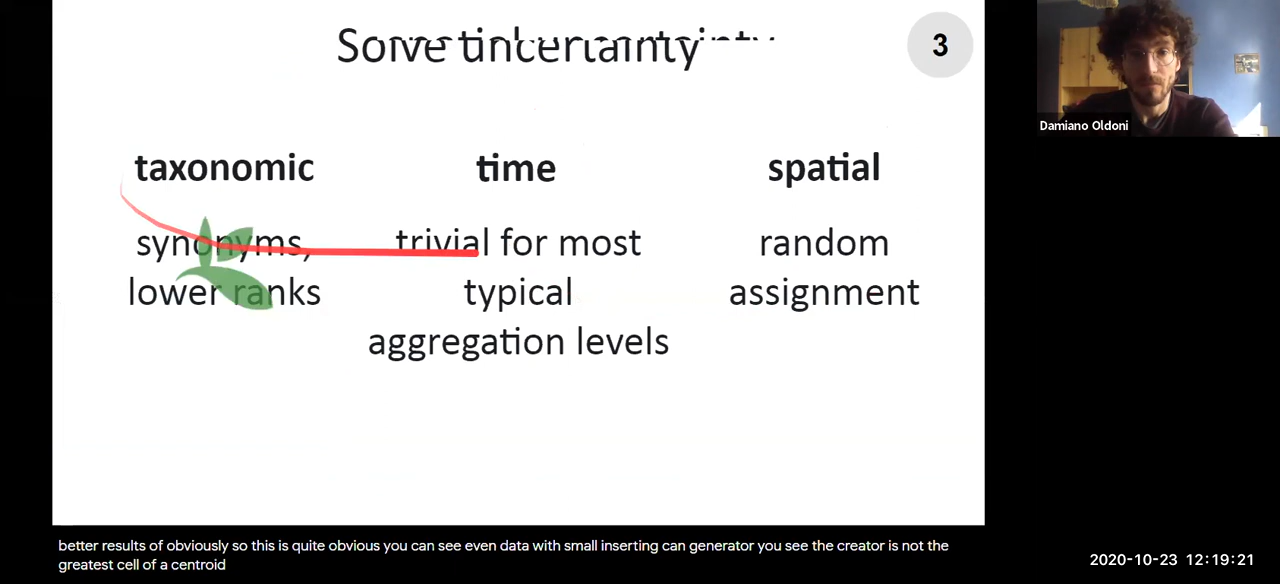 3
Damiano Oldoni
taxonomic time spatial
synonyms, trivial for most random
lower ranks typical assignment
aggregation levels
better results of obviously so this is quite obvious you can see even data with small inserting can generator you see the creator is not the
greatest cell of a centroid
2020-10-23 12:19:21